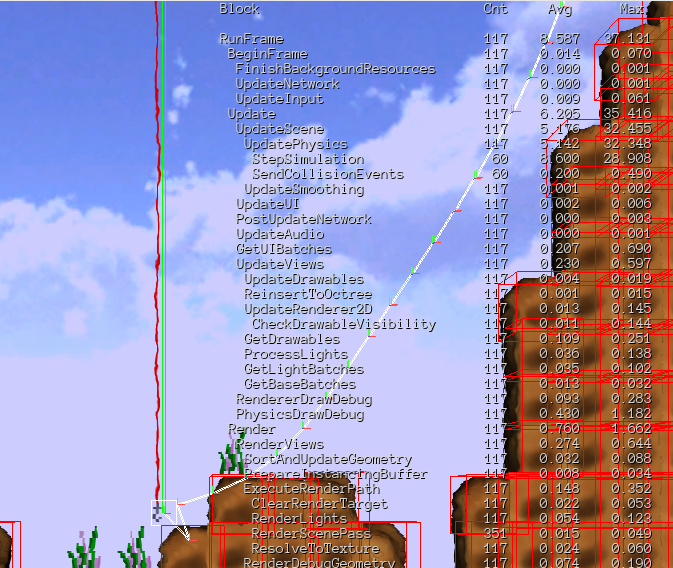 Block Cnt Avg Max
RunFrame 117 8.587 37.131
BeginFrame 117 0.014 0.070
FinishBackgroundResources 117 0.000 0.001
UpdateNetwork 117 0.000 0.001
UpdateInput 117 0.009 0.061
Update 117 6.205 35.416
UpdateScene 117 5.176 32.455
UpdatePhysics 117 5.142 32.348
StepSimulation 60 8.600 28.908
SendCollisionEvents 60 0.200 0.490
UpdateSmoothing 117 0.001 0.002
UpdateUI 117 0.002 0.006
PostUpdateNetwork 117 0.000 0.003
UpdateAudio 117 0.000 0.001
GetUIBatches 117 0.207 0.690
UpdateViews 117 0.230 0.597
UpdateDrawables 117 0.004 0.019
ReinsertToOctree 117 0.001 0.015
UpdateRenderer2D 117 0.013 0.145
CheckDrawableVisibility 117 0.011 0.144
GetDrawables 117 0.109 0.251
ProcessLights 117 0.036 0.138
GetLightBatches 117 0.035 0.102
GetBaseBatches 117 0.013 0.032
RendererDrawDebug 117 0.093 0.283
PhysicsDrawDebug 117 0.430 1.182
Render 117 0.760 1.662
RenderViews 117 0.274 0.644
SortAndUpdateGeometry 117 0.032 0.088
PrepareInstancingBuffer 117 0.008 0.034
ExecuteRenderPath 117 0.148 0.352
ClearRenderTarget 117 0.022 0.053
RenderLights 117 0.054 0.123
RenderScenePass 351 0.015 0.049
ResolveToTexture 117 0.024 0.060
RenderDebugGeometry 117 0.074 0.190